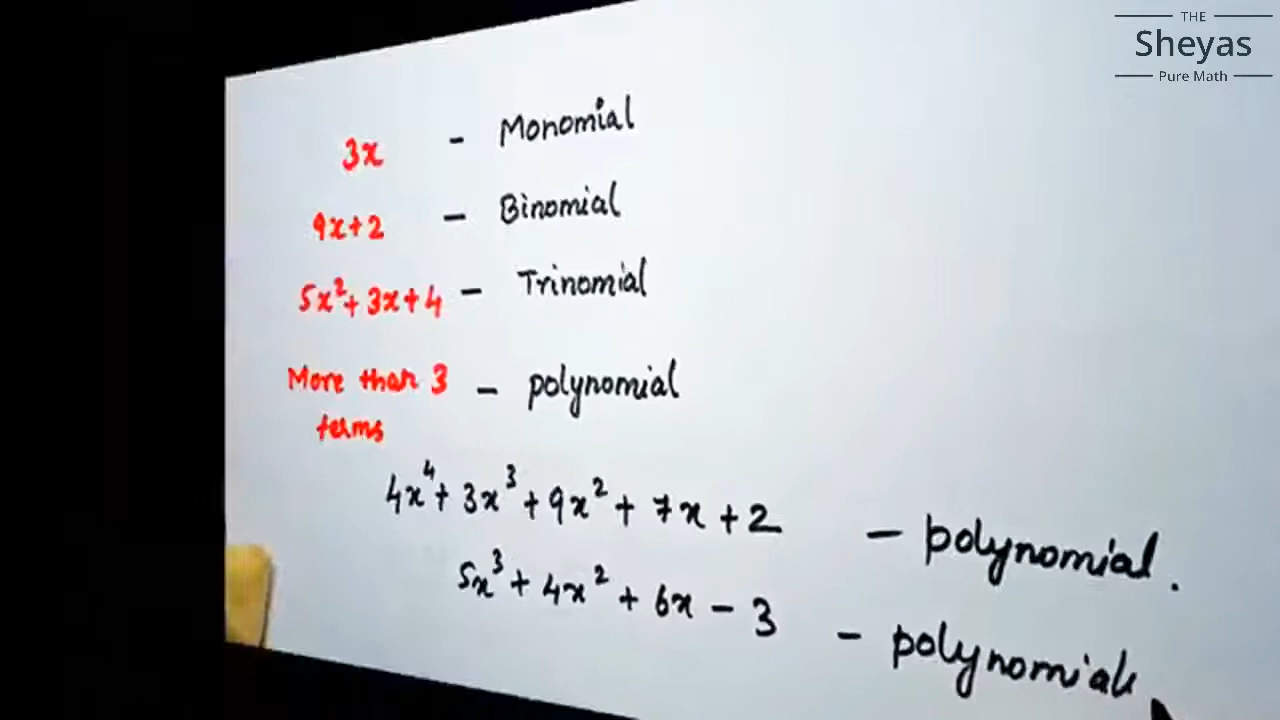 THE
Sheyas
Pure Math
3x - Monomial
9x+2 - Binomial
5x²+3x+4 - Trinomial
More than 3 terms - polynomial
4x⁴+3x³+9x²+7x+2 - polynomial.
5x³+4x²+6x-3 - polynomial